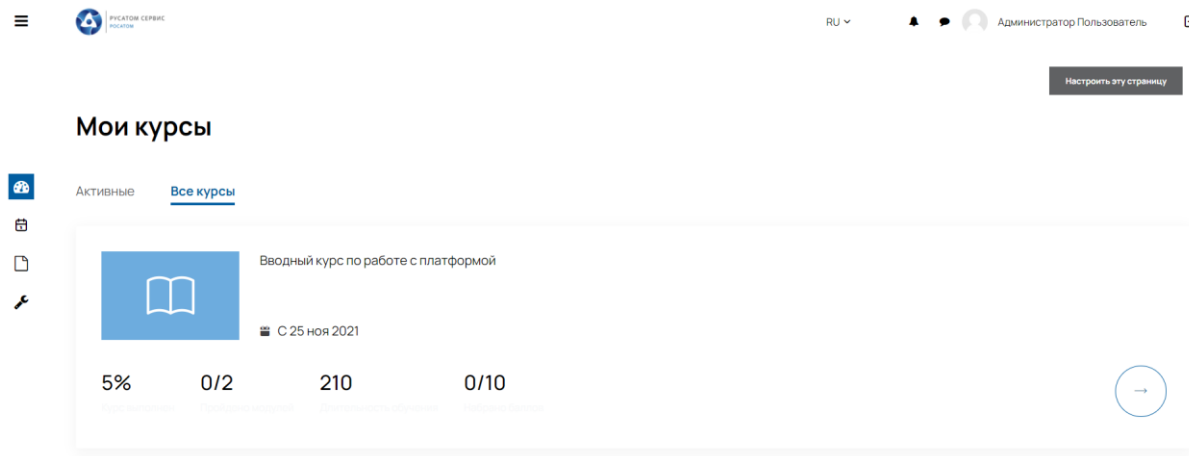 РУСАТОМ СЕРВИС
РОСАТОМ
RU
Администратор Пользователь
Настроить эту страницу
Мои курсы
Активные
Все курсы
Вводный курс по работе с платформой
С 25 ноя 2021
5% 0/2 210 0/10